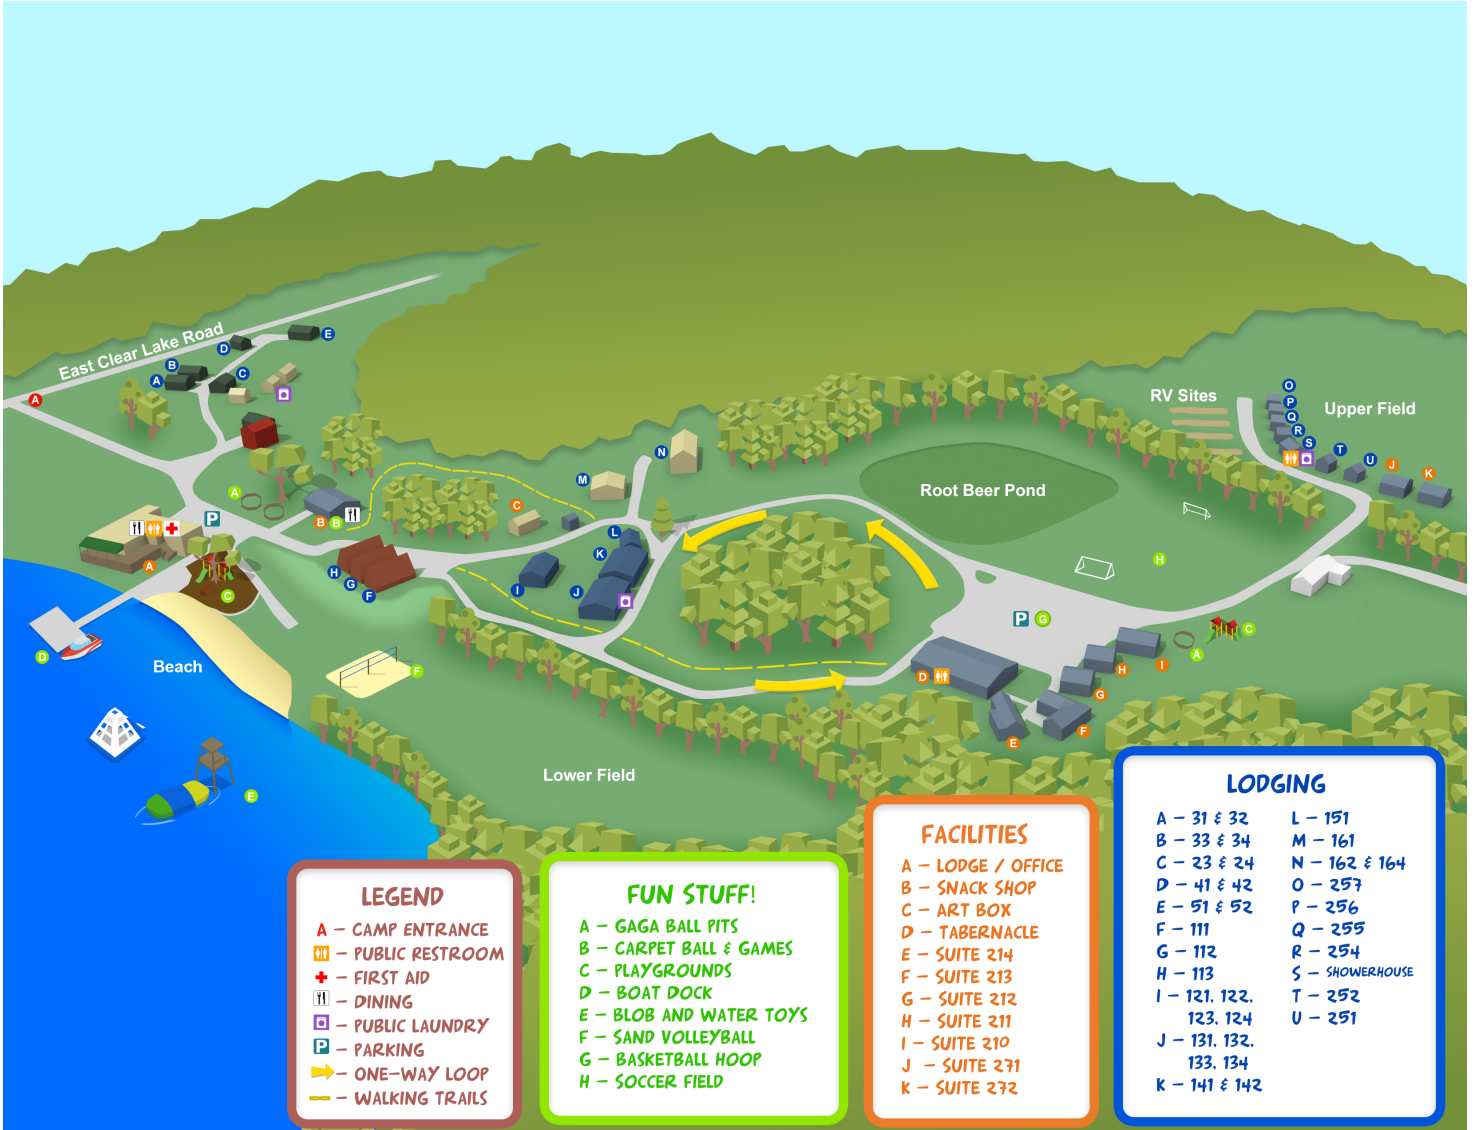 East Clear Lake Road
E
D
B
A
C
A
RV Sites
Upper Field
O
P
Q
R
S
T
U
J
K
N
M
C
Root Beer Pond
A
B
B
P
L
K
I
J
H
G
F
A
C
H
P
G
C
A
D
Beach
F
D
I
H
G
F
E
E
Lower Field
LEGEND
A – CAMP ENTRANCE
– PUBLIC RESTROOM
– FIRST AID
– DINING
– PUBLIC LAUNDRY
P – PARKING
– ONE-WAY LOOP
– WALKING TRAILS
FUN STUFF!
A – GAGA BALL PITS
B – CARPET BALL & GAMES
C – PLAYGROUNDS
D – BOAT DOCK
E – BLOB AND WATER TOYS
F – SAND VOLLEYBALL
G – BASKETBALL HOOP
H – SOCCER FIELD
FACILITIES
A – LODGE / OFFICE
B – SNACK SHOP
C – ART BOX
D – TABERNACLE
E – SUITE 214
F – SUITE 213
G – SUITE 212
H – SUITE 211
I – SUITE 210
J – SUITE 271
K – SUITE 272
LODGING
A – 31 & 32
B – 33 & 34
C – 23 & 24
D – 41 & 42
E – 51 & 52
F – 111
G – 112
H – 113
I – 121, 122,
123, 124
J – 131, 132,
133, 134
K – 141 & 142
L – 151
M – 161
N – 162 & 164
O – 257
P – 256
Q – 255
R – 254
S – SHOWERHOUSE
T – 252
U – 251